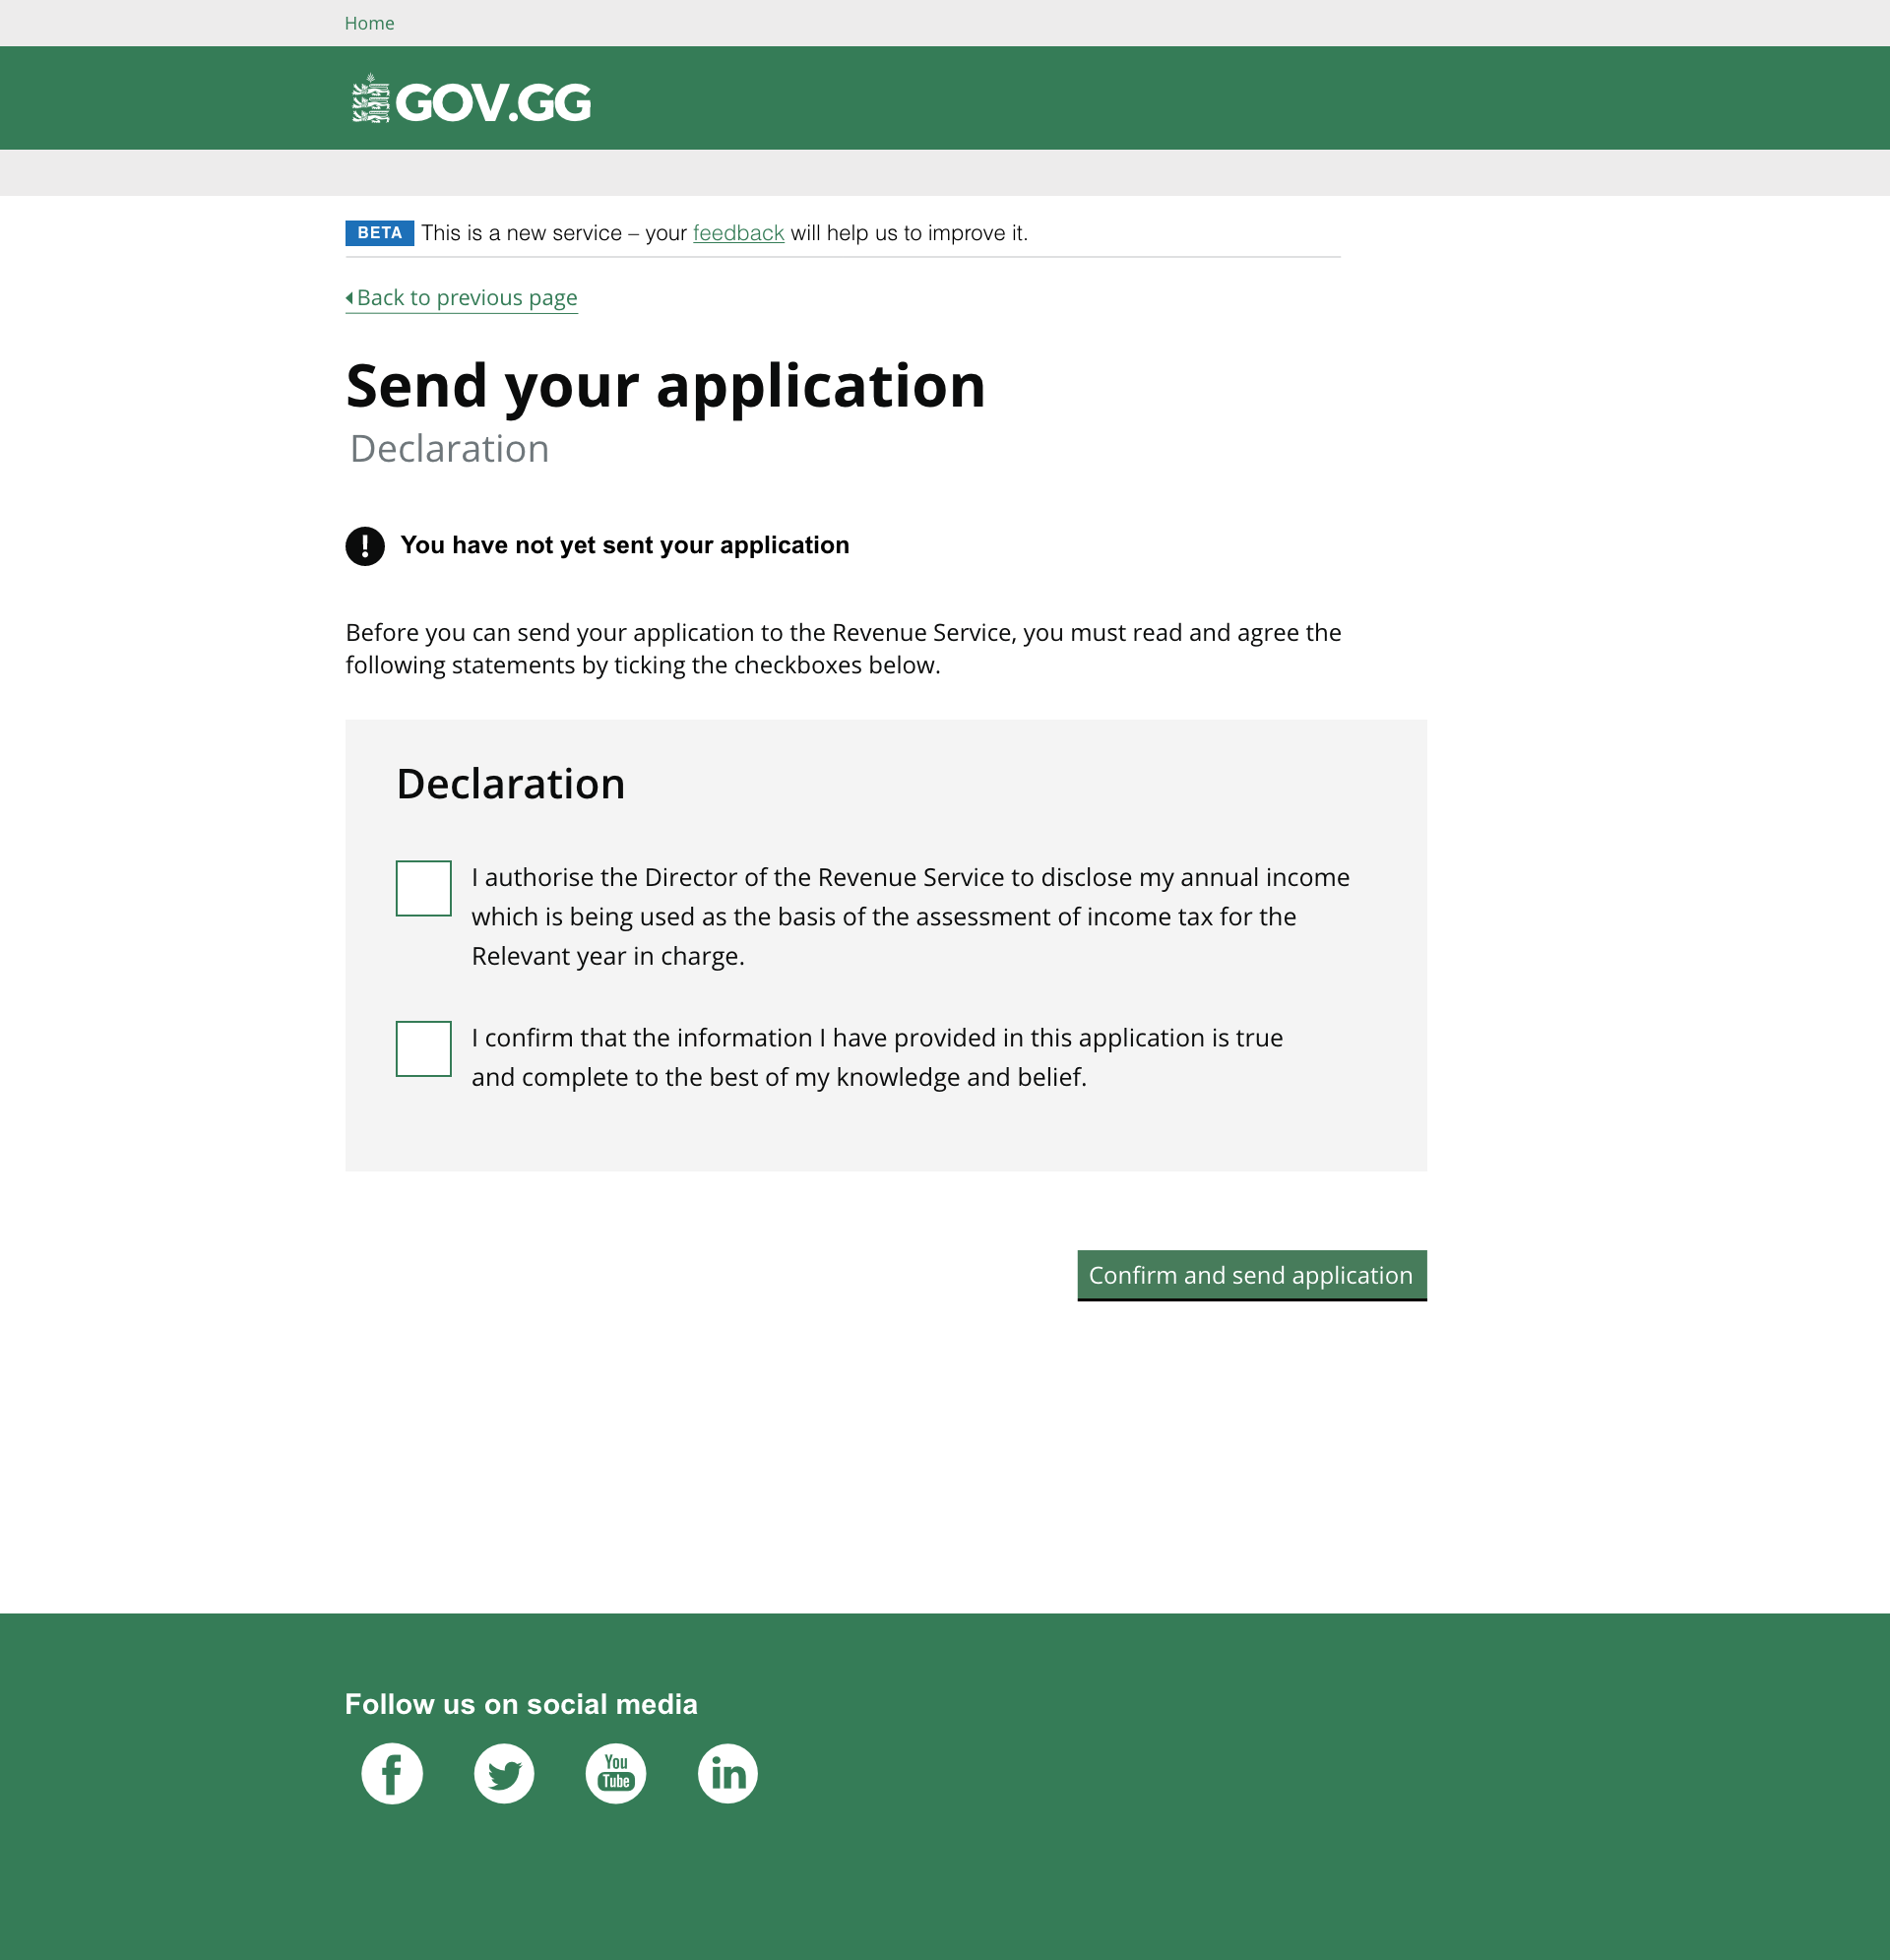 Home
GOV.GG
BETA This is a new service – your feedback will help us to improve it.
Back to previous page
Send your application
Declaration
! You have not yet sent your application
Before you can send your application to the Revenue Service, you must read and agree the
following statements by ticking the checkboxes below.
Declaration
I authorise the Director of the Revenue Service to disclose my annual income
which is being used as the basis of the assessment of income tax for the
Relevant year in charge.
I confirm that the information I have provided in this application is true
and complete to the best of my knowledge and belief.
Confirm and send application
Follow us on social media
f You Tube in